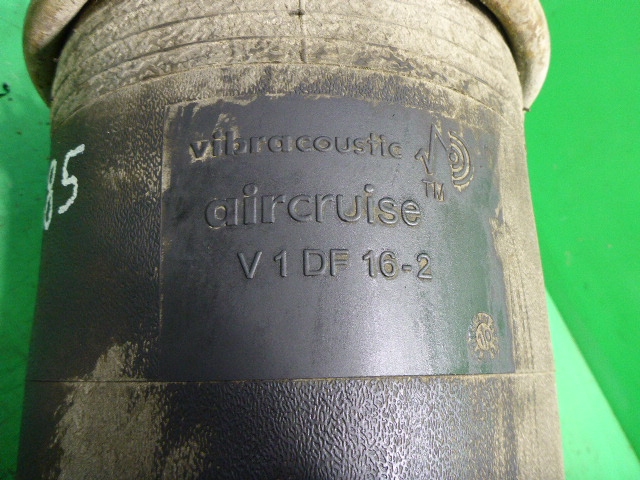 vibracoustic
aircruise™
V 1 DF 16-2
85